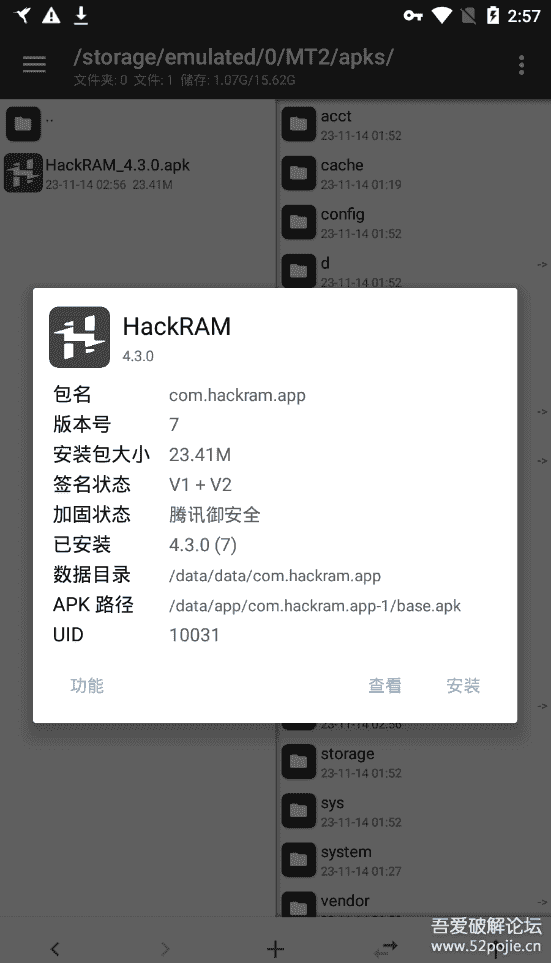 2:57
/storage/emulated/0/MT2/apks/
文件夹: 0 文件: 1 储存: 1.07G/15.62G
..
HackRAM_4.3.0.apk
23-11-14 02:56 23.41M
acct
23-11-14 01:52
cache
23-11-14 01:19
config
23-11-14 01:52
d
23-11-14 01:52
->
HackRAM
4.3.0
包名 com.hackram.app
版本号 7
安装包大小 23.41M
签名状态 V1 + V2
加固状态 腾讯御安全
已安装 4.3.0 (7)
数据目录 /data/data/com.hackram.app
APK 路径 /data/app/com.hackram.app-1/base.apk
UID 10031
功能 查看 安装
->
->
->
23-11-14 02:56
storage
23-11-14 01:52
sys
23-11-14 01:52
system
23-11-14 01:27
vendor
->
吾爱破解论坛
www.52pojie.cn